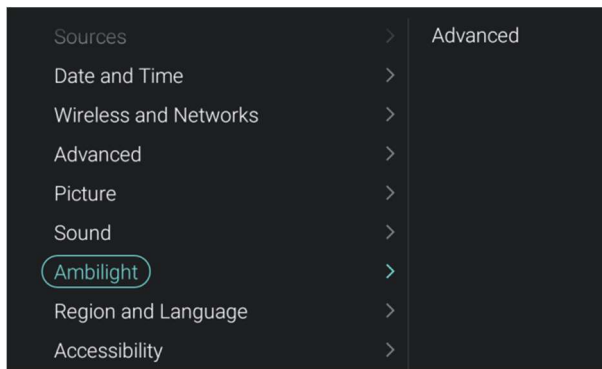 Sources
Date and Time
Wireless and Networks
Advanced
Picture
Sound
Ambilight
Region and Language
Accessibility
Advanced